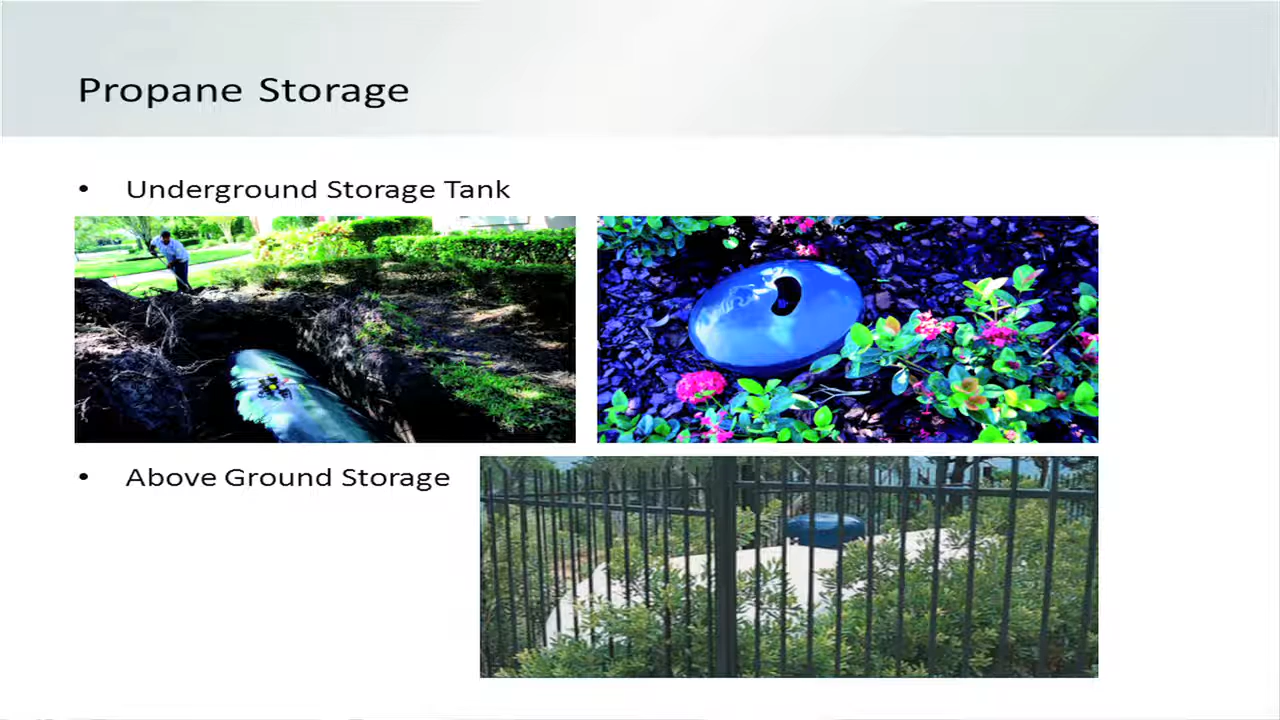 Propane Storage
• Underground Storage Tank
• Above Ground Storage